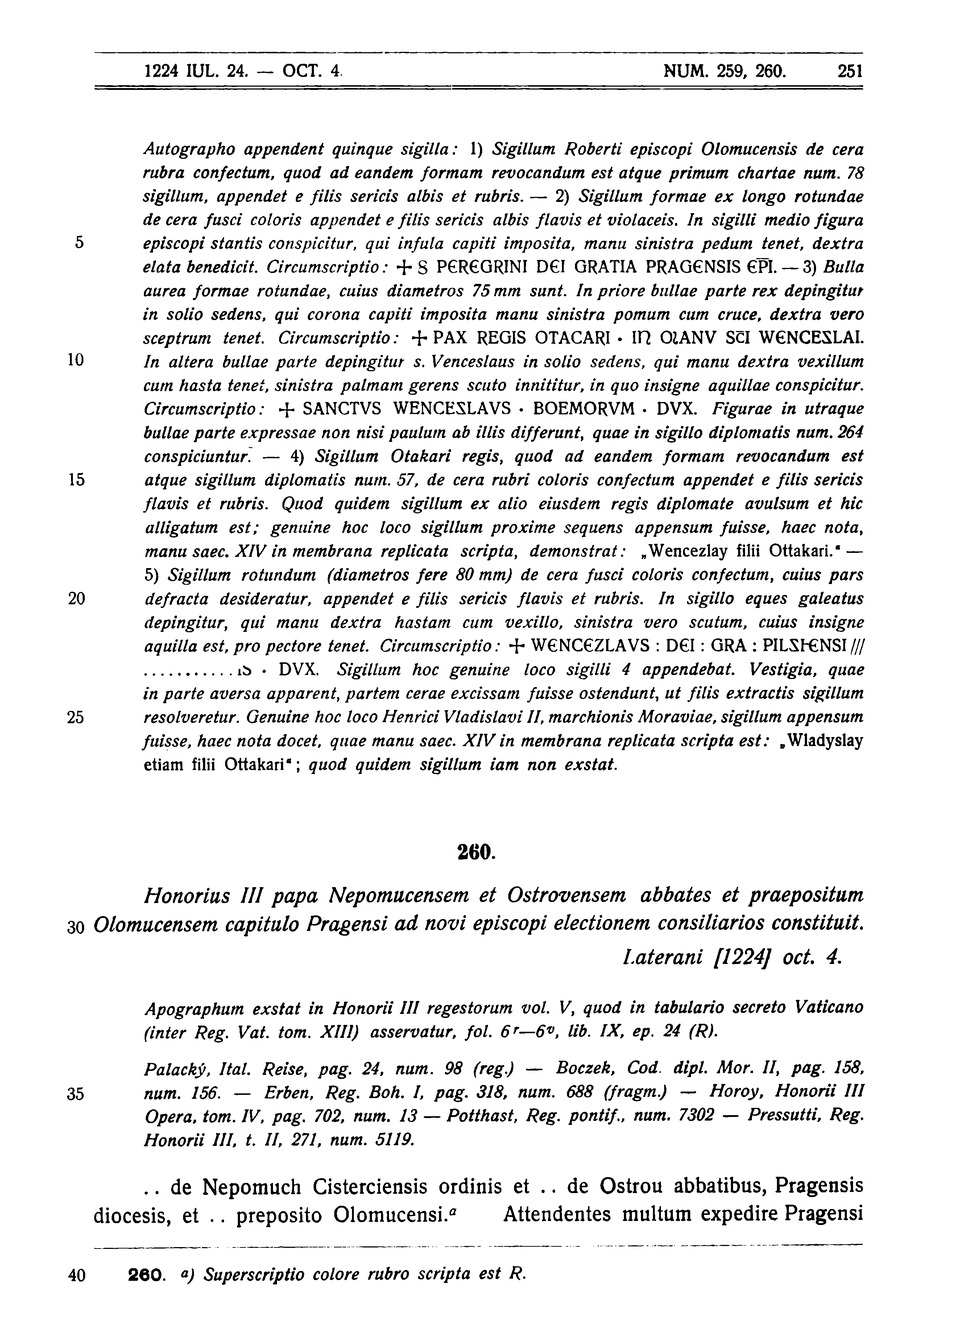 1224 IUL. 24. — OCT. 4. NUM. 259, 260. 251
Autographo appendent quinque sigilla: 1) Sigillum Roberti episcopi Olomucensis de cera
rubra confectum, quod ad eandem formam revocandum est atque primum chartae num. 78
sigillum, appendet e filis sericis albis et rubris. — 2) Sigillum formae ex longo rotundae
de cera fusci coloris appendet e filis sericis albis flavis et violaceis. In sigilli medio figura
5 episcopi stantis conspicitur, qui infula capiti imposita, manu sinistra pedum tenet, dextra
elata benedicit. Circumscriptio: + S PЄRЄGRINI DЄI GRATIA PRAGЄNSIS ЄP̅I. — 3) Bulla
aurea formae rotundae, cuius diametros 75 mm sunt. In priore bullae parte rex depingitur
in solio sedens, qui corona capiti imposita manu sinistra pomum cum cruce, dextra vero
sceptrum tenet. Circumscriptio: + PAX REGIS OTACARI · IN MANV SC̅I WЄNCEƧLAI.
10 In altera bullae parte depingitur s. Venceslaus in solio sedens, qui manu dextra vexillum
cum hasta tenet, sinistra palmam gerens scuto innititur, in quo insigne aquillae conspicitur.
Circumscriptio: + SANCTVS WENCEƧLAVS · BOEMORVM · DVX. Figurae in utraque
bullae parte expressae non nisi paulum ab illis differunt, quae in sigillo diplomatis num. 264
conspiciuntur. — 4) Sigillum Otakari regis, quod ad eandem formam revocandum est
15 atque sigillum diplomatis num. 57, de cera rubri coloris confectum appendet e filis sericis
flavis et rubris. Quod quidem sigillum ex alio eiusdem regis diplomate avulsum et hic
alligatum est; genuine hoc loco sigillum proxime sequens appensum fuisse, haec nota,
manu saec. XIV in membrana replicata scripta, demonstrat: „Wencezlay filii Ottakari.“ —
5) Sigillum rotundum (diametros fere 80 mm) de cera fusci coloris confectum, cuius pars
20 defracta desideratur, appendet e filis sericis flavis et rubris. In sigillo eques galeatus
depingitur, qui manu dextra hastam cum vexillo, sinistra vero scutum, cuius insigne
aquilla est, pro pectore tenet. Circumscriptio: + WЄNCЄZLAVS : DЄI : GRA : PILƧHЄNSI ///
. . . . . . . . . . . IS · DVX. Sigillum hoc genuine loco sigilli 4 appendebat. Vestigia, quae
in parte aversa apparent, partem cerae excissam fuisse ostendunt, ut filis extractis sigillum
25 resolveretur. Genuine hoc loco Henrici Vladislavi II, marchionis Moraviae, sigillum appensum
fuisse, haec nota docet, quae manu saec. XIV in membrana replicata scripta est: „Wladyslay
etiam filii Ottakari“; quod quidem sigillum iam non exstat.
260.
Honorius III papa Nepomucensem et Ostrovensem abbates et praepositum
30 Olomucensem capitulo Pragensi ad novi episcopi electionem consiliarios constituit.
Laterani [1224] oct. 4.
Apographum exstat in Honorii III regestorum vol. V, quod in tabulario secreto Vaticano
(inter Reg. Vat. tom. XIII) asservatur, fol. 6r—6v, lib. IX, ep. 24 (R).
Palacký, Ital. Reise, pag. 24, num. 98 (reg.) — Boczek, Cod. dipl. Mor. II, pag. 158,
35 num. 156. — Erben, Reg. Boh. I, pag. 318, num. 688 (fragm.) — Horoy, Honorii III
Opera, tom. IV, pag. 702, num. 13 — Potthast, Reg. pontif., num. 7302 — Pressutti, Reg.
Honorii III, t. II, 271, num. 5119.
. . de Nepomuch Cisterciensis ordinis et . . de Ostrou abbatibus, Pragensis
diocesis, et . . preposito Olomucensi.a Attendentes multum expedire Pragensi
40 260. a) Superscriptio colore rubro scripta est R.